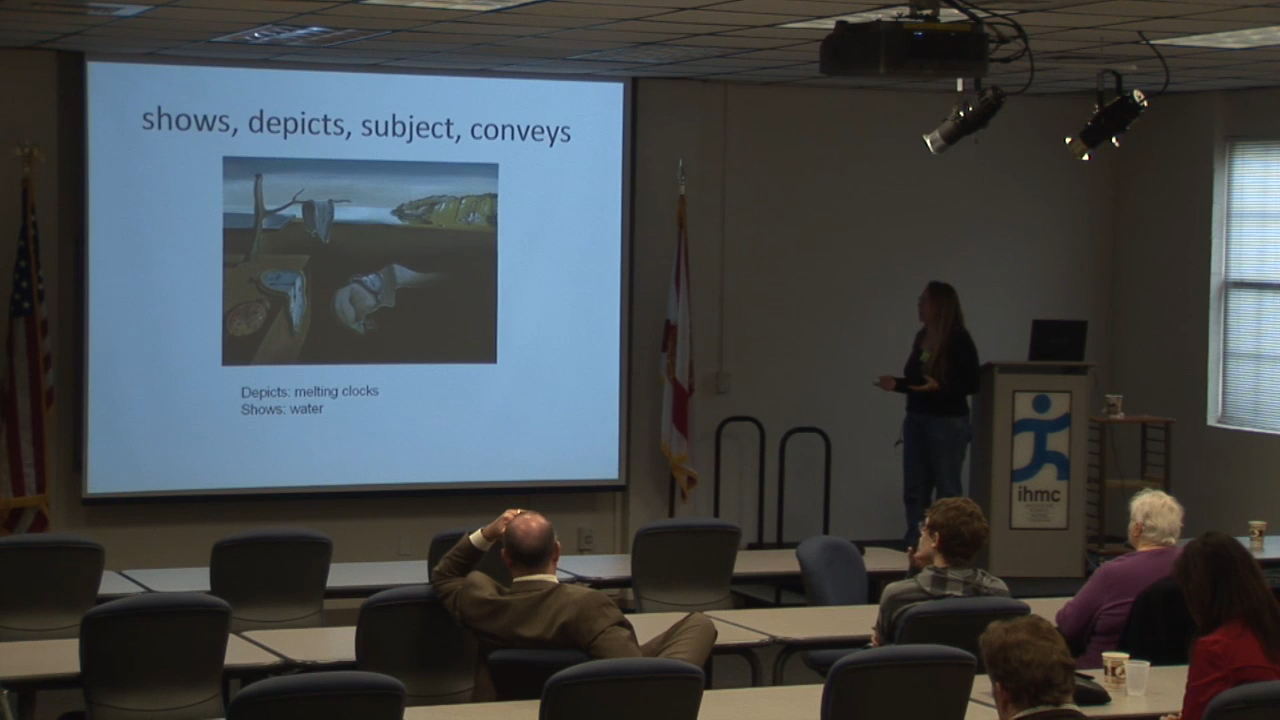 shows, depicts, subject, conveys
Depicts: melting clocks
Shows: water
ihmc